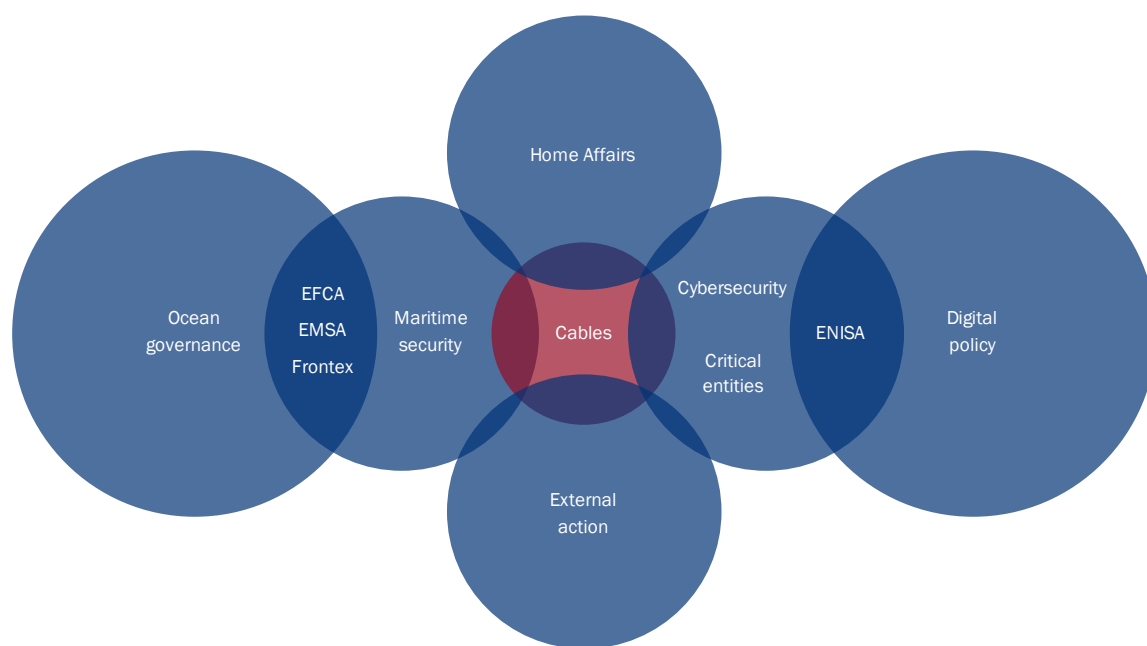 Home Affairs
Ocean
governance
EFCA
EMSA
Frontex
Maritime
security
Cables
Cybersecurity
Critical
entities
ENISA
Digital
policy
External
action